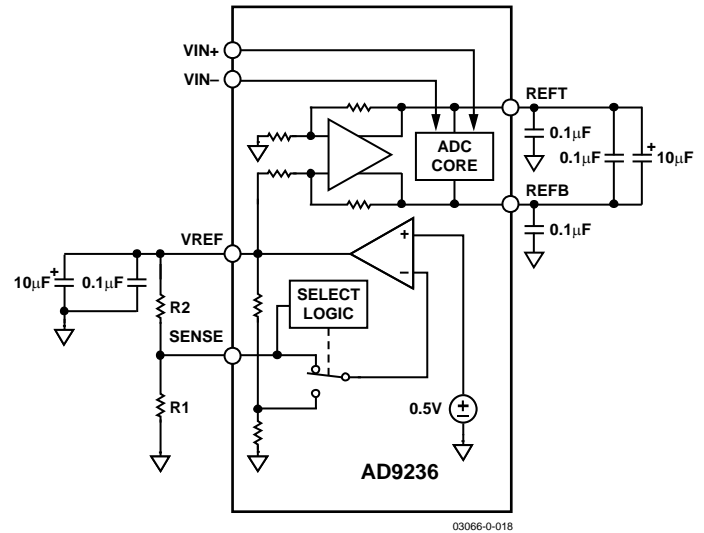 VIN+
VIN–
REFT
0.1µF
ADC
CORE
0.1µF
10µF
+
REFB
0.1µF
VREF
+
–
10µF
+
0.1µF
R2
SELECT
LOGIC
SENSE
R1
0.5V
+
–
AD9236
03066-0-018